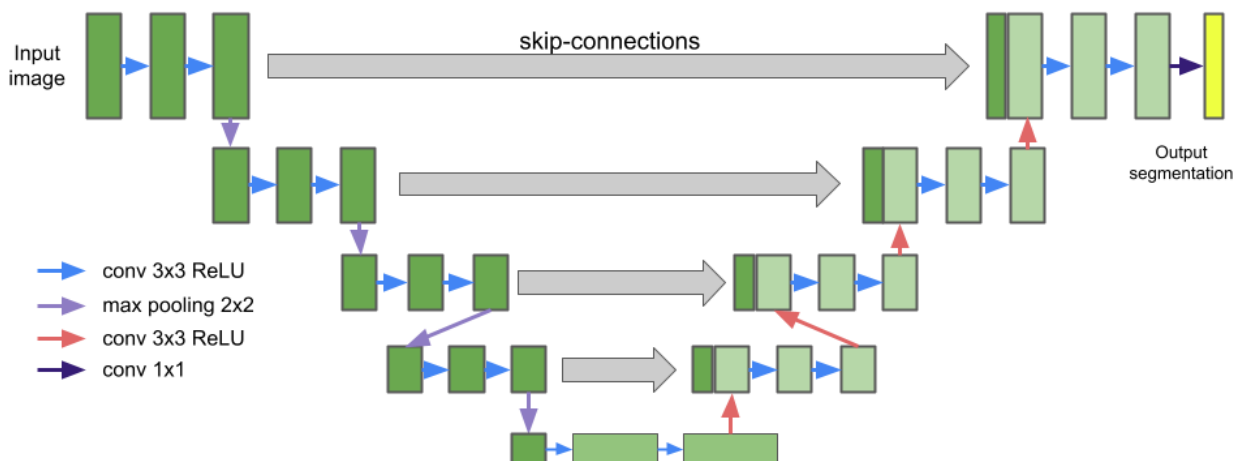 skip-connections
Input
image
Output
segmentation
conv 3x3 ReLU
max pooling 2x2
conv 3x3 ReLU
conv 1x1